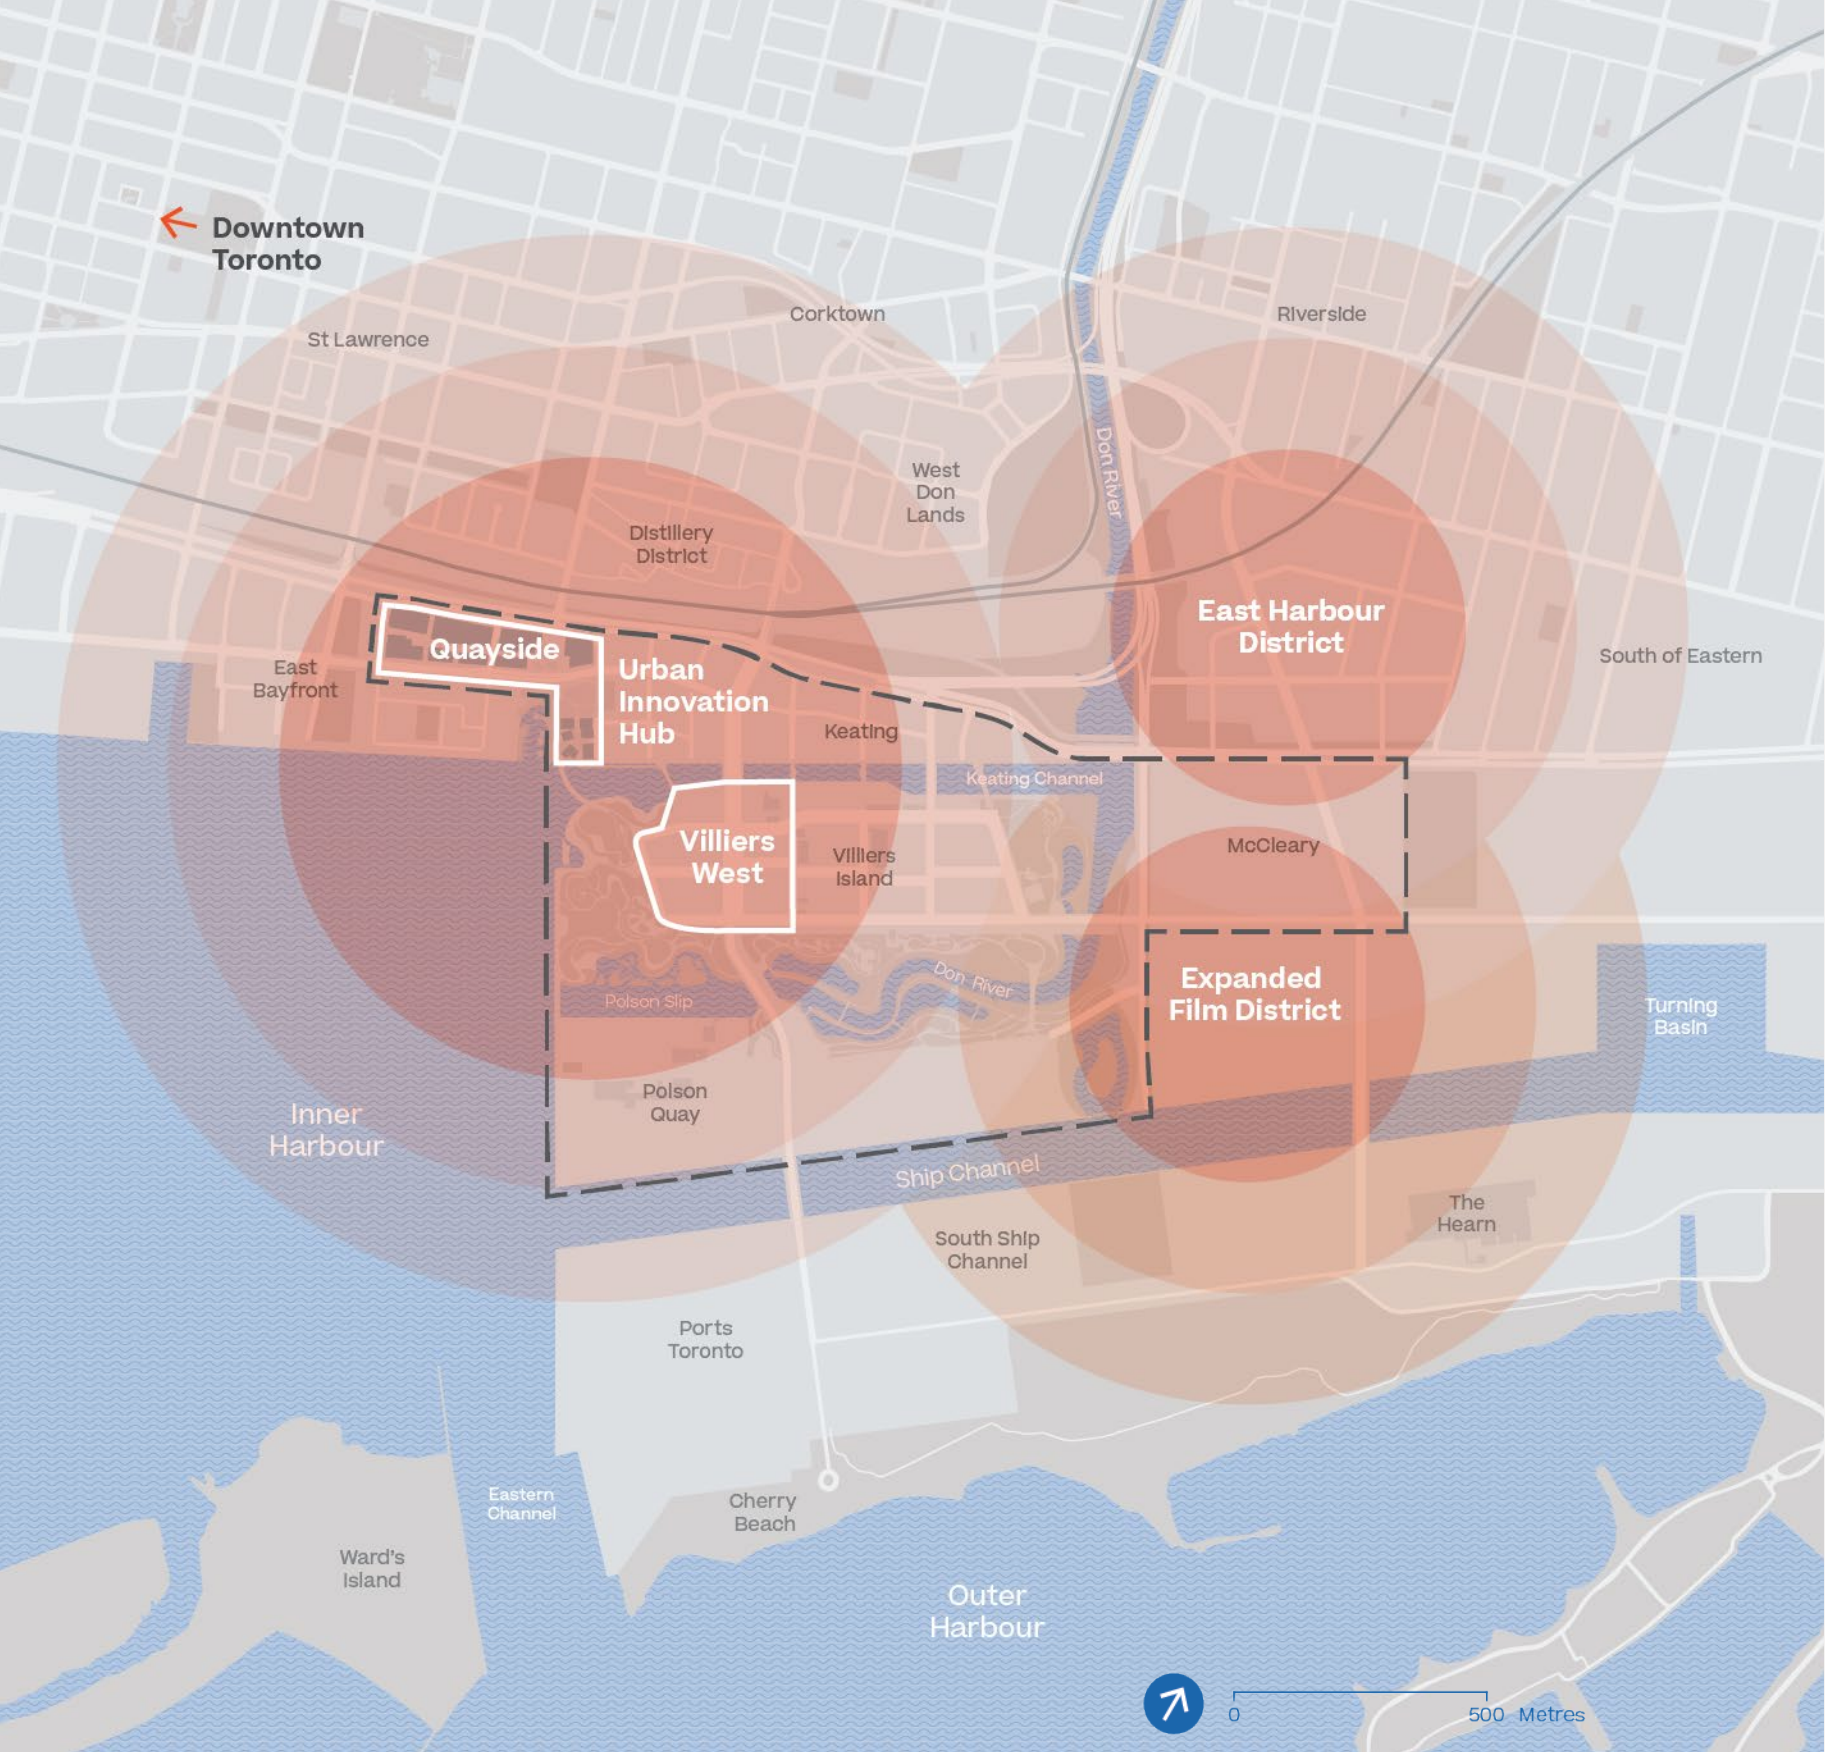 Downtown
Toronto
St Lawrence
Corktown
Riverside
West
Don
Lands
Don River
Distillery
District
East Harbour
District
Quayside
East
Bayfront
Urban
Innovation
Hub
South of Eastern
Keating
Keating Channel
Villiers
West
Villiers
Island
McCleary
Don River
Expanded
Film District
Polson Slip
Turning
Basin
Polson
Quay
Inner
Harbour
Ship Channel
The
Hearn
South Ship
Channel
Ports
Toronto
Eastern
Channel
Cherry
Beach
Ward's
Island
Outer
Harbour
0
500 Metres